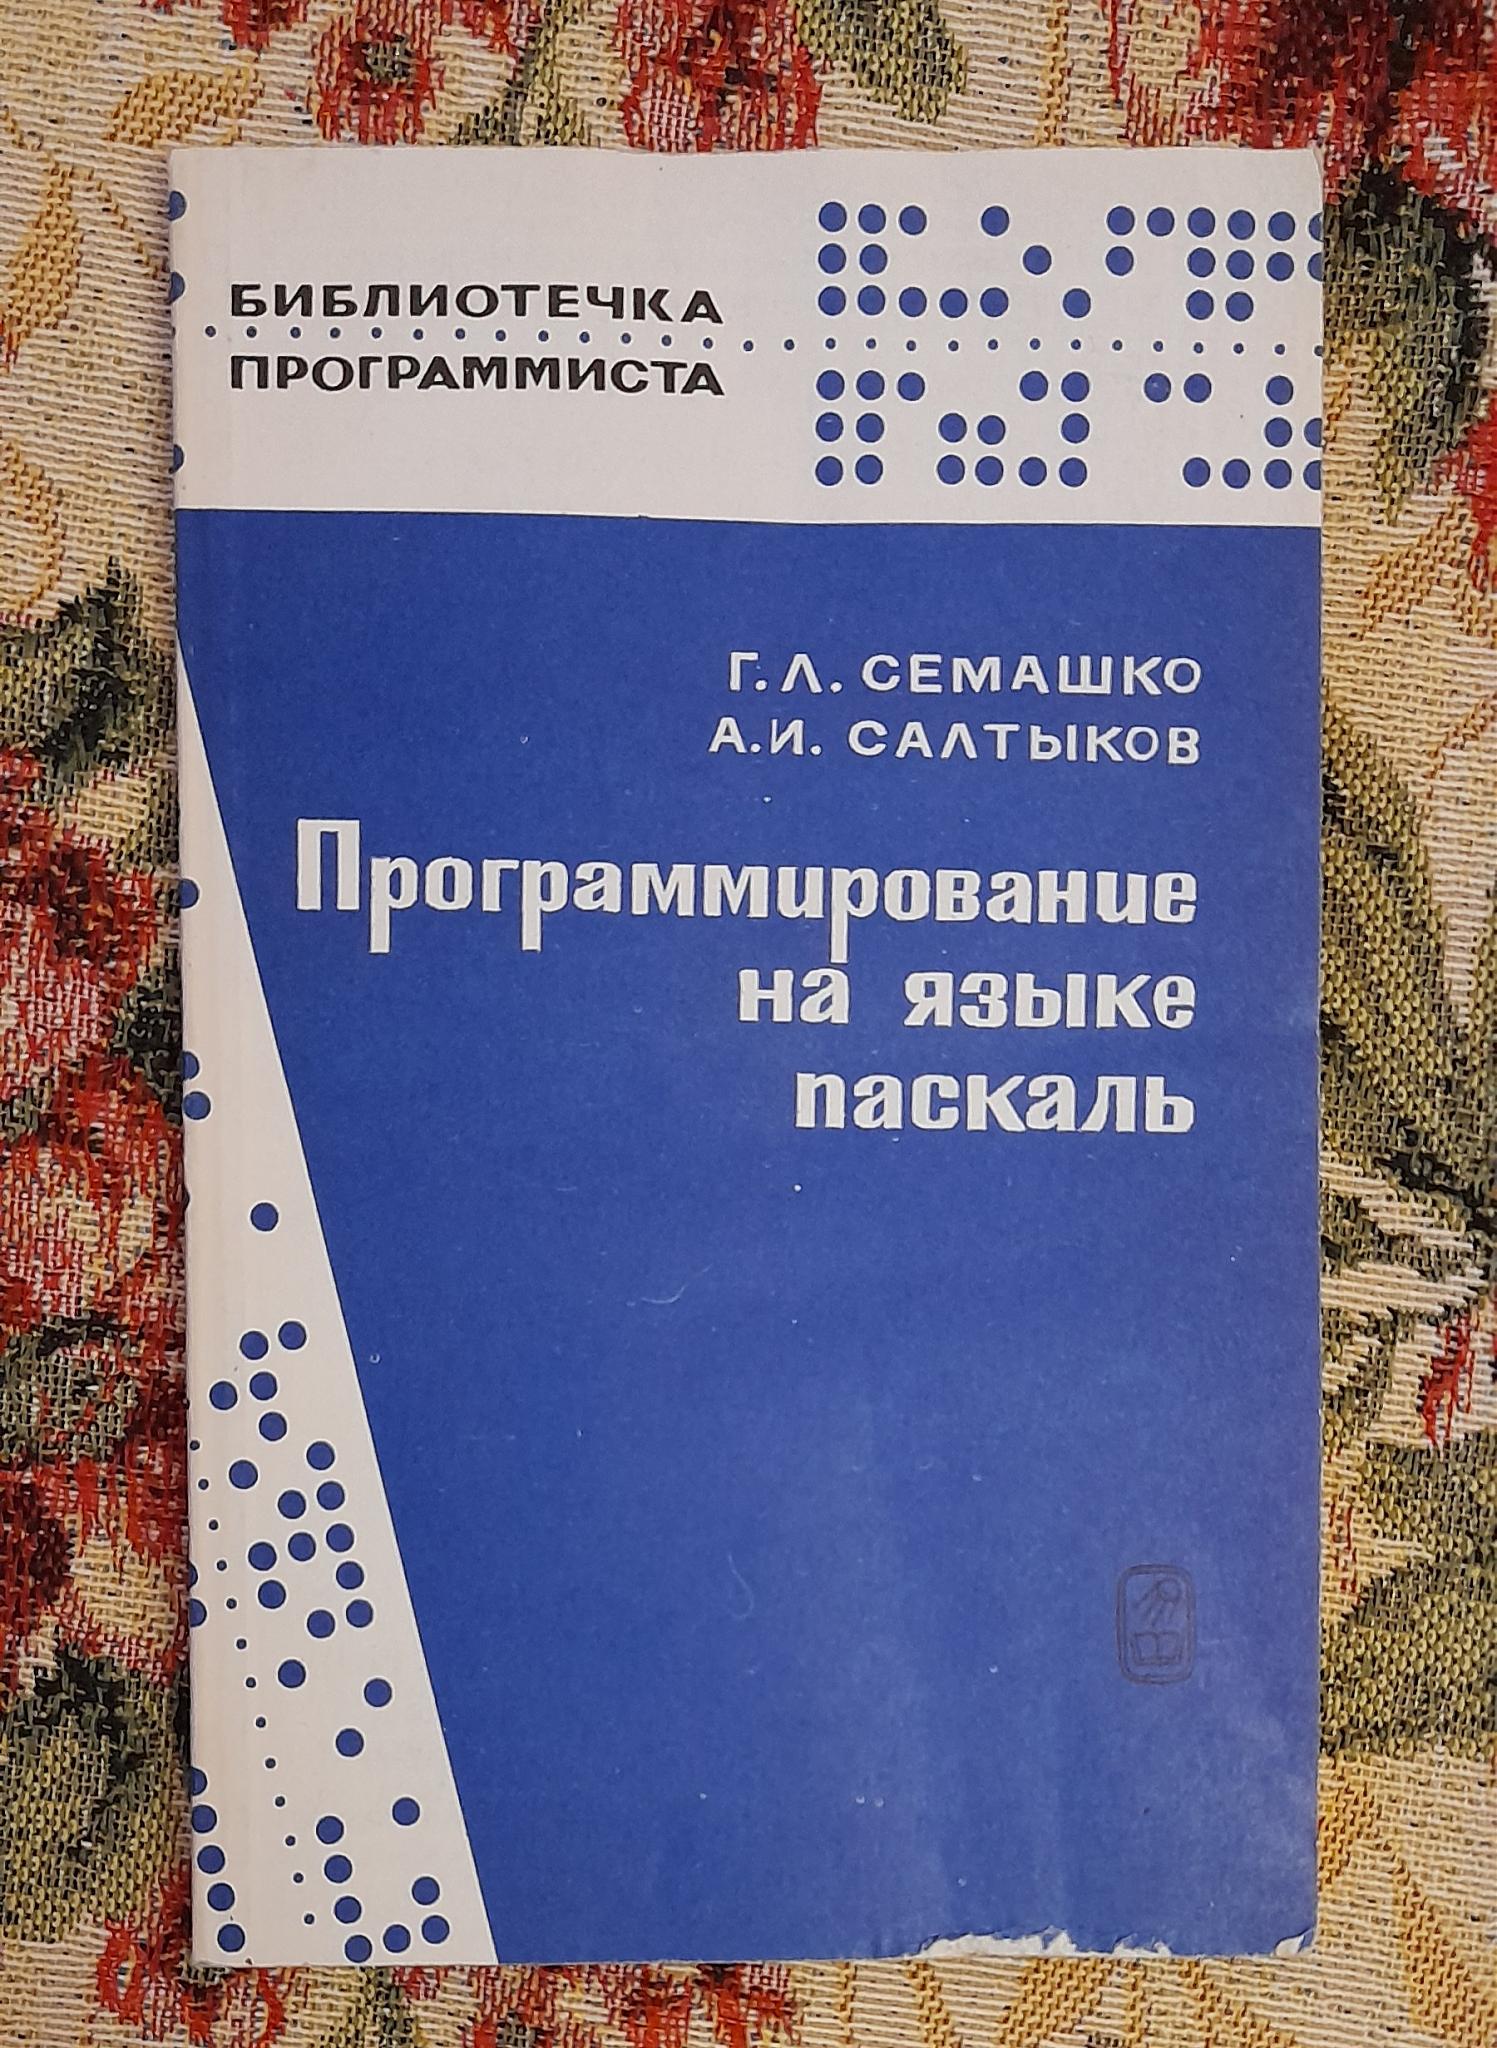 БИБЛИОТЕЧКА
ПРОГРАММИСТА
Г.Л. СЕМАШКО
А.И. САЛТЫКОВ
Программирование
на языке
паскаль